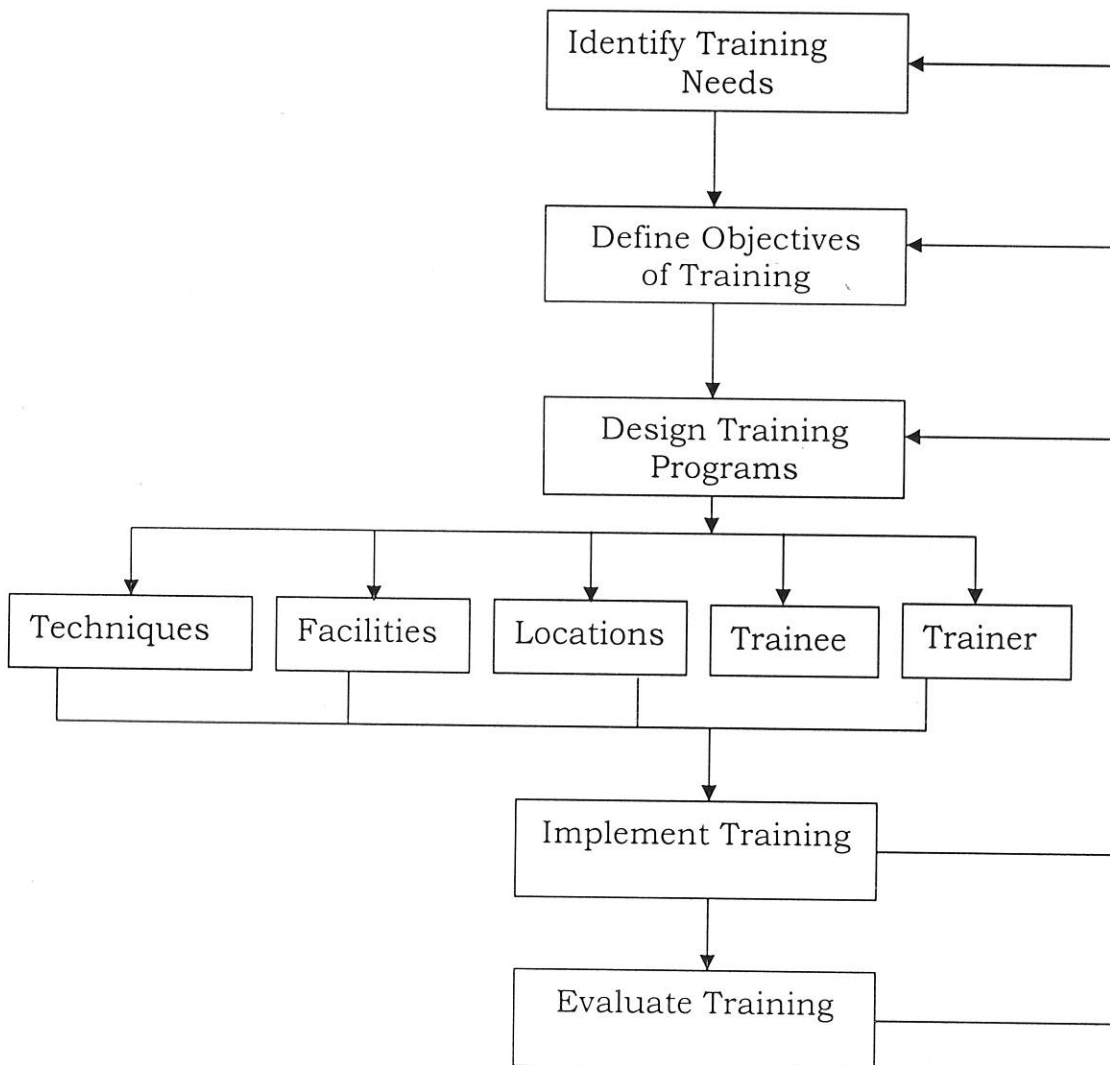 Identify Training
Needs
Define Objectives
of Training
Design Training
Programs
Techniques
Facilities
Locations
Trainee
Trainer
Implement Training
Evaluate Training